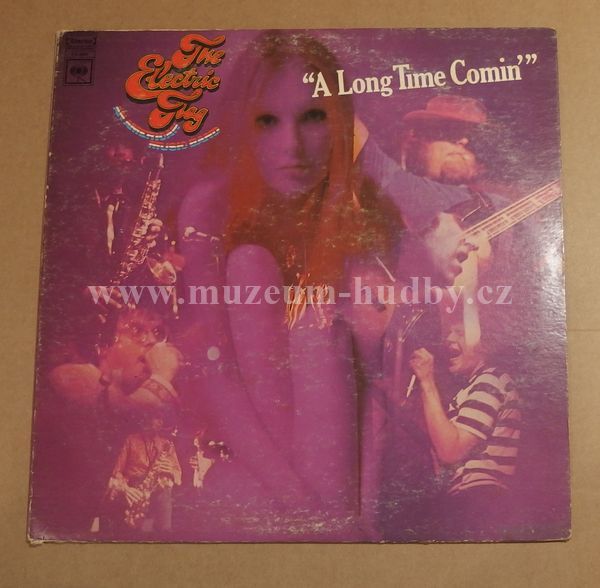 The
Electric
Flag
“A Long Time Comin’”
www.muzeum-hudby.cz